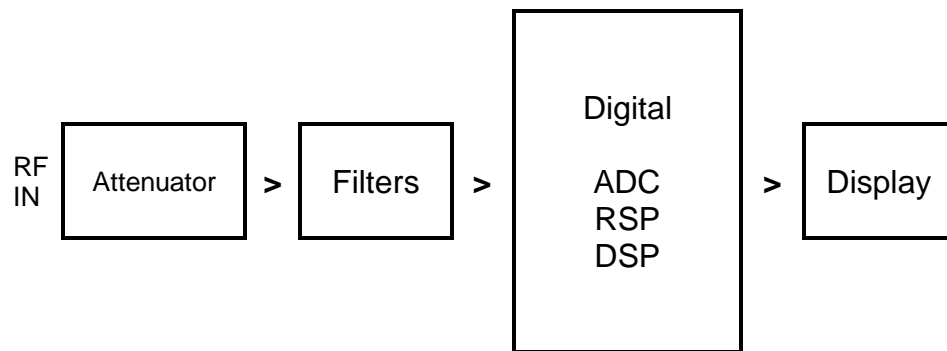 RF
IN
Attenuator
>
Filters
>
Digital
ADC
RSP
DSP
>
Display